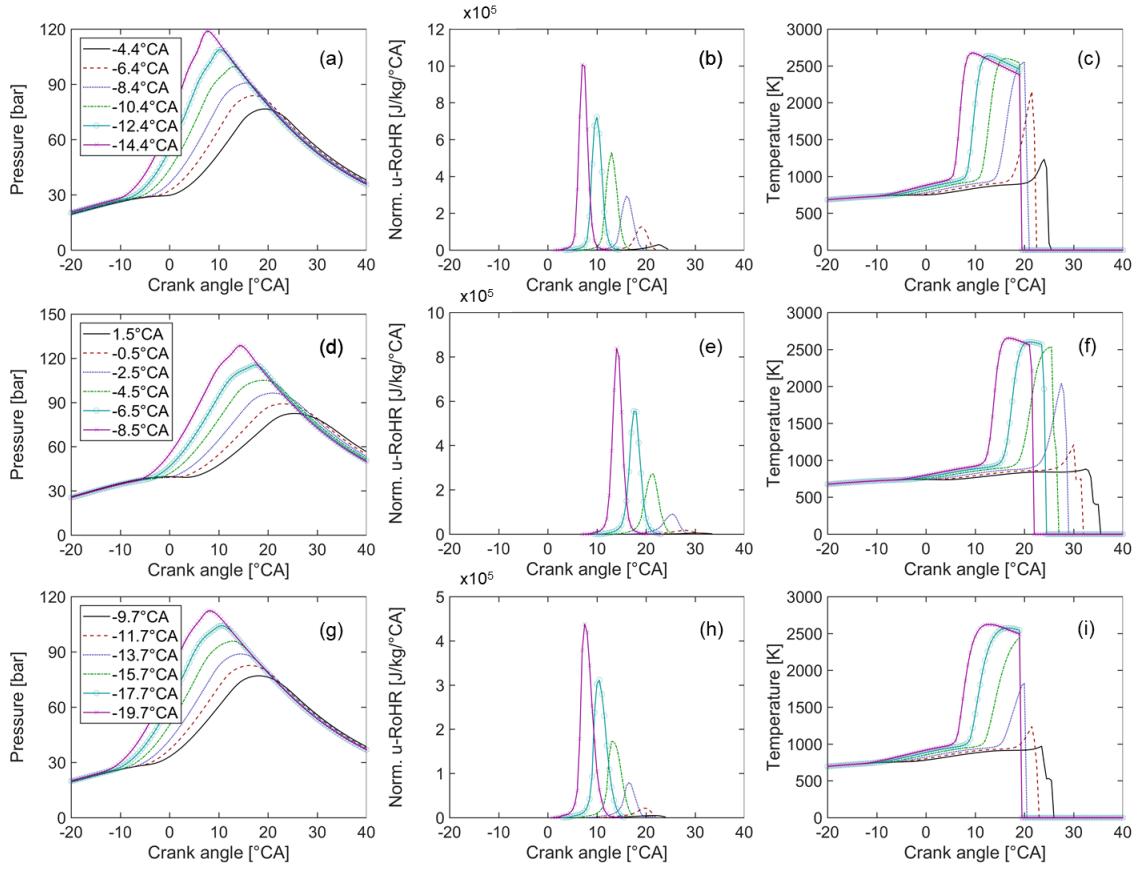 ×10⁵
120
90
60
30
0
-20 -10 0 10 20 30 40
Pressure [bar]
Crank angle [°CA]
-4.4°CA
-6.4°CA
-8.4°CA
-10.4°CA
-12.4°CA
-14.4°CA
(a)
12
10
8
6
4
2
0
-20 -10 0 10 20 30 40
Norm. u-RoHR [J/kg/°CA]
Crank angle [°CA]
(b)
3000
2500
2000
1500
1000
500
0
-20 -10 0 10 20 30 40
Temperature [K]
Crank angle [°CA]
(c)
150
120
90
60
30
0
-20 -10 0 10 20 30 40
Pressure [bar]
Crank angle [°CA]
1.5°CA
-0.5°CA
-2.5°CA
-4.5°CA
-6.5°CA
-8.5°CA
(d)
×10⁵
10
8
6
4
2
0
-20 -10 0 10 20 30 40
Norm. u-RoHR [J/kg/°CA]
Crank angle [°CA]
(e)
3000
2500
2000
1500
1000
500
0
-20 -10 0 10 20 30 40
Temperature [K]
Crank angle [°CA]
(f)
150
120
90
60
30
0
-20 -10 0 10 20 30 40
Pressure [bar]
Crank angle [°CA]
-9.7°CA
-11.7°CA
-13.7°CA
-15.7°CA
-17.7°CA
-19.7°CA
(g)
×10⁵
5
4
3
2
1
0
-20 -10 0 10 20 30 40
Norm. u-RoHR [J/kg/°CA]
Crank angle [°CA]
(h)
3000
2500
2000
1500
1000
500
0
-20 -10 0 10 20 30 40
Temperature [K]
Crank angle [°CA]
(i)